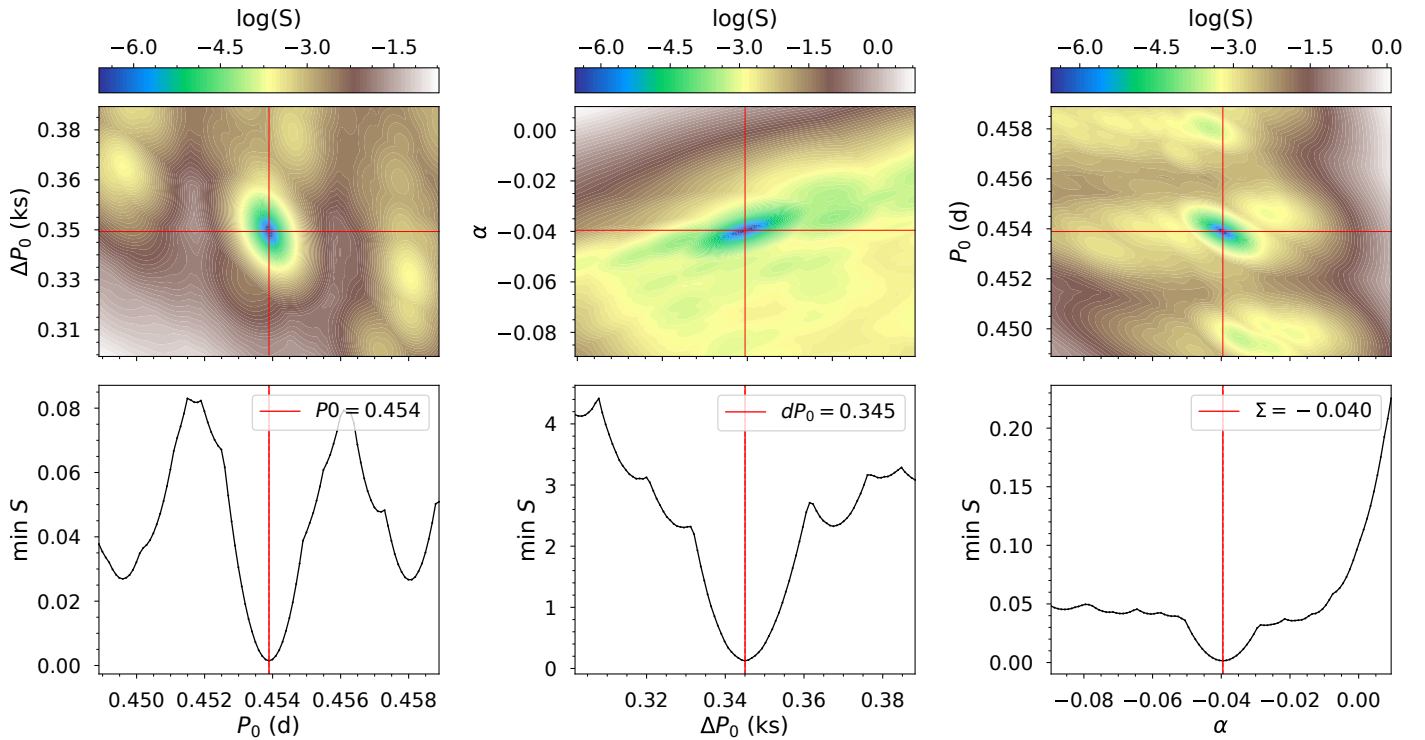 log(S) log(S) log(S)
−6.0 −4.5 −3.0 −1.5 −6.0 −4.5 −3.0 −1.5 0.0 −6.0 −4.5 −3.0 −1.5 0.0
ΔP₀ (ks)
0.38
0.36
0.35
0.33
0.31
α
0.00
−0.02
−0.04
−0.06
−0.08
P₀ (d)
0.458
0.456
0.454
0.452
0.450
min S
0.08
0.06
0.04
0.02
0.00
P0 = 0.454
0.450 0.452 0.454 0.456 0.458
P₀ (d)
min S
4
3
2
1
0
dP₀ = 0.345
0.32 0.35 0.36 0.38
ΔP₀ (ks)
min S
0.20
0.15
0.10
0.05
0.00
Σ = −0.040
−0.08 −0.06 −0.04 −0.02 0.00
α